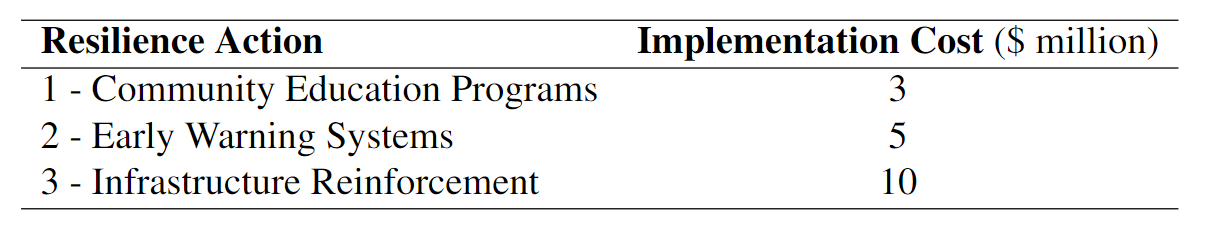 Resilience Action Implementation Cost ($ million)
1 - Community Education Programs 3
2 - Early Warning Systems 5
3 - Infrastructure Reinforcement 10